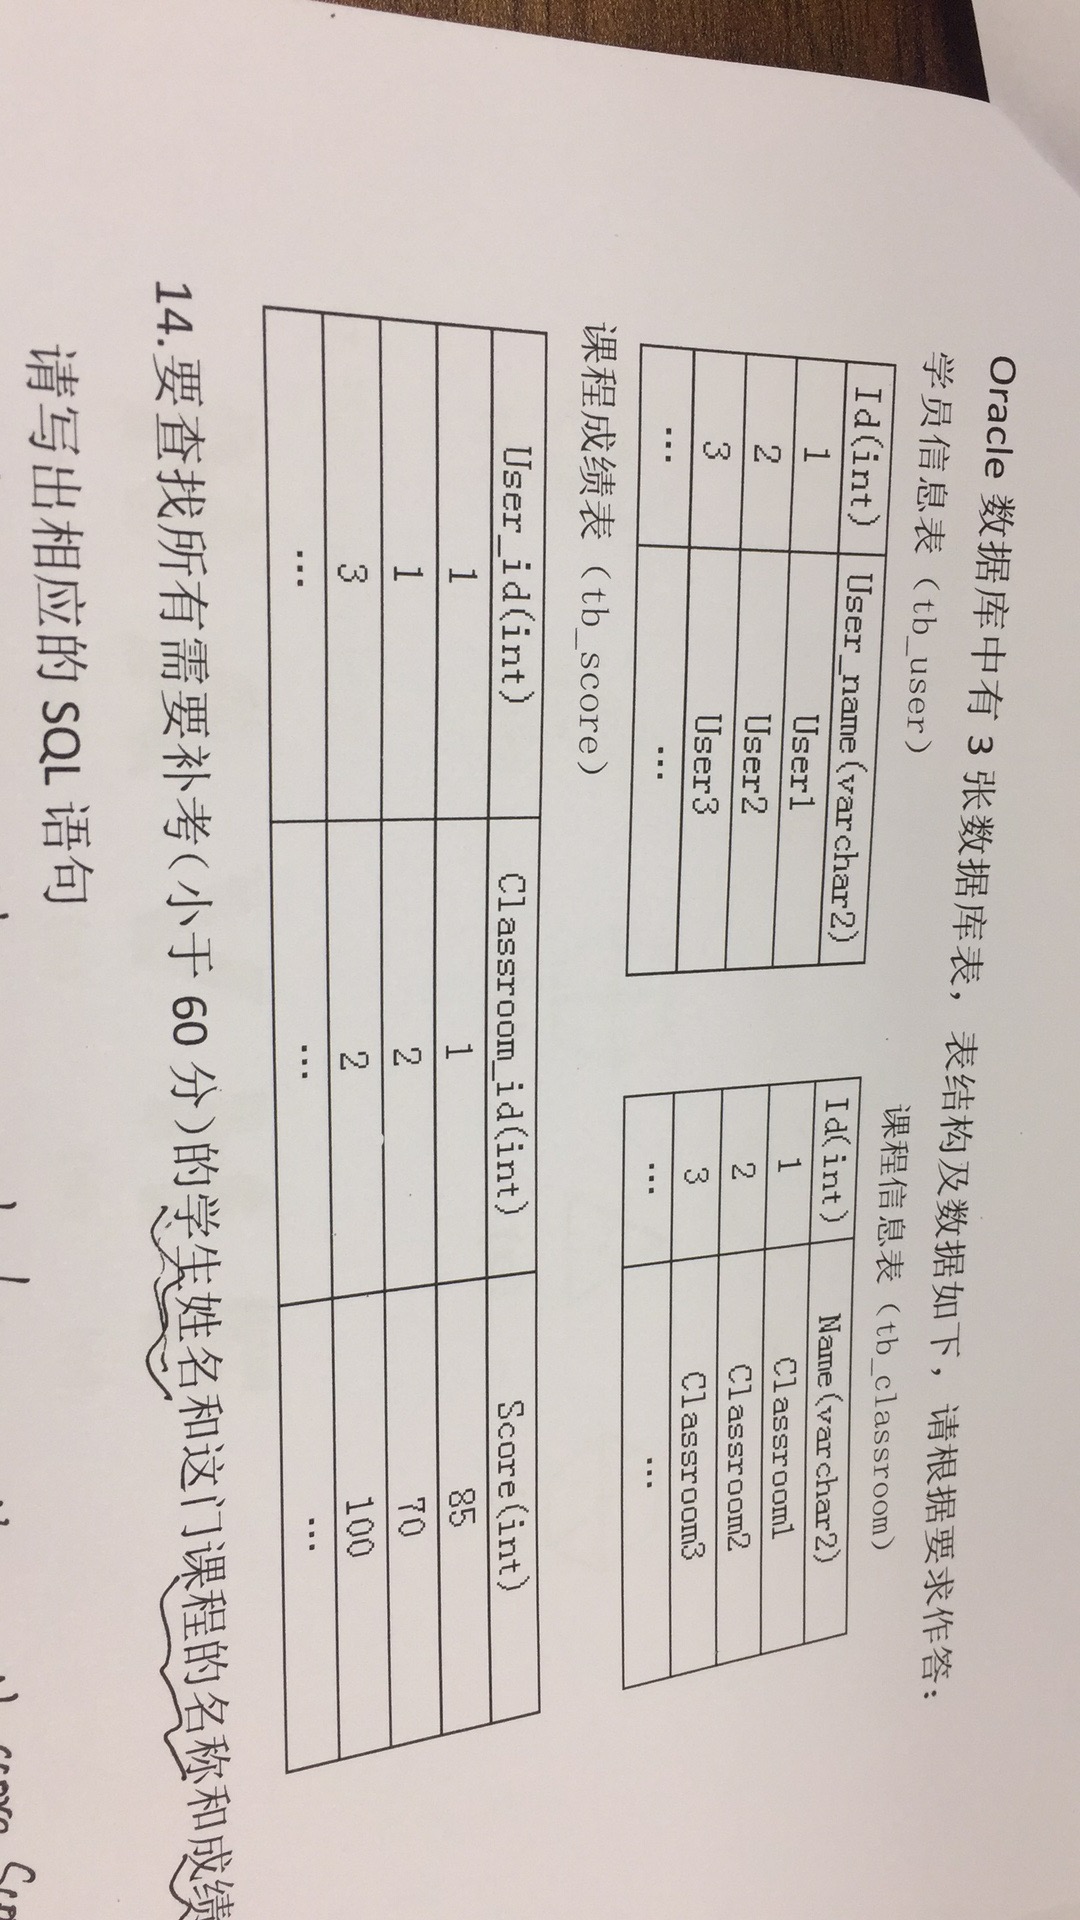 Oracle 数据库中有 3 张数据库表，表结构及数据如下，请根据要求作答：
学员信息表（tb_user）
Id(int) User_name(varchar2)
1 User1
2 User2
3 User3
... ...
课程信息表（tb_classroom）
Id(int) Name(varchar2)
1 Classroom1
2 Classroom2
3 Classroom3
... ...
课程成绩表（tb_score）
User_id(int) Classroom_id(int) Score(int)
1 1 85
1 2 70
3 2 100
... ... ...
14.要查找所有需要补考(小于 60 分)的学生姓名和这门课程的名称和成绩
请写出相应的 SQL 语句